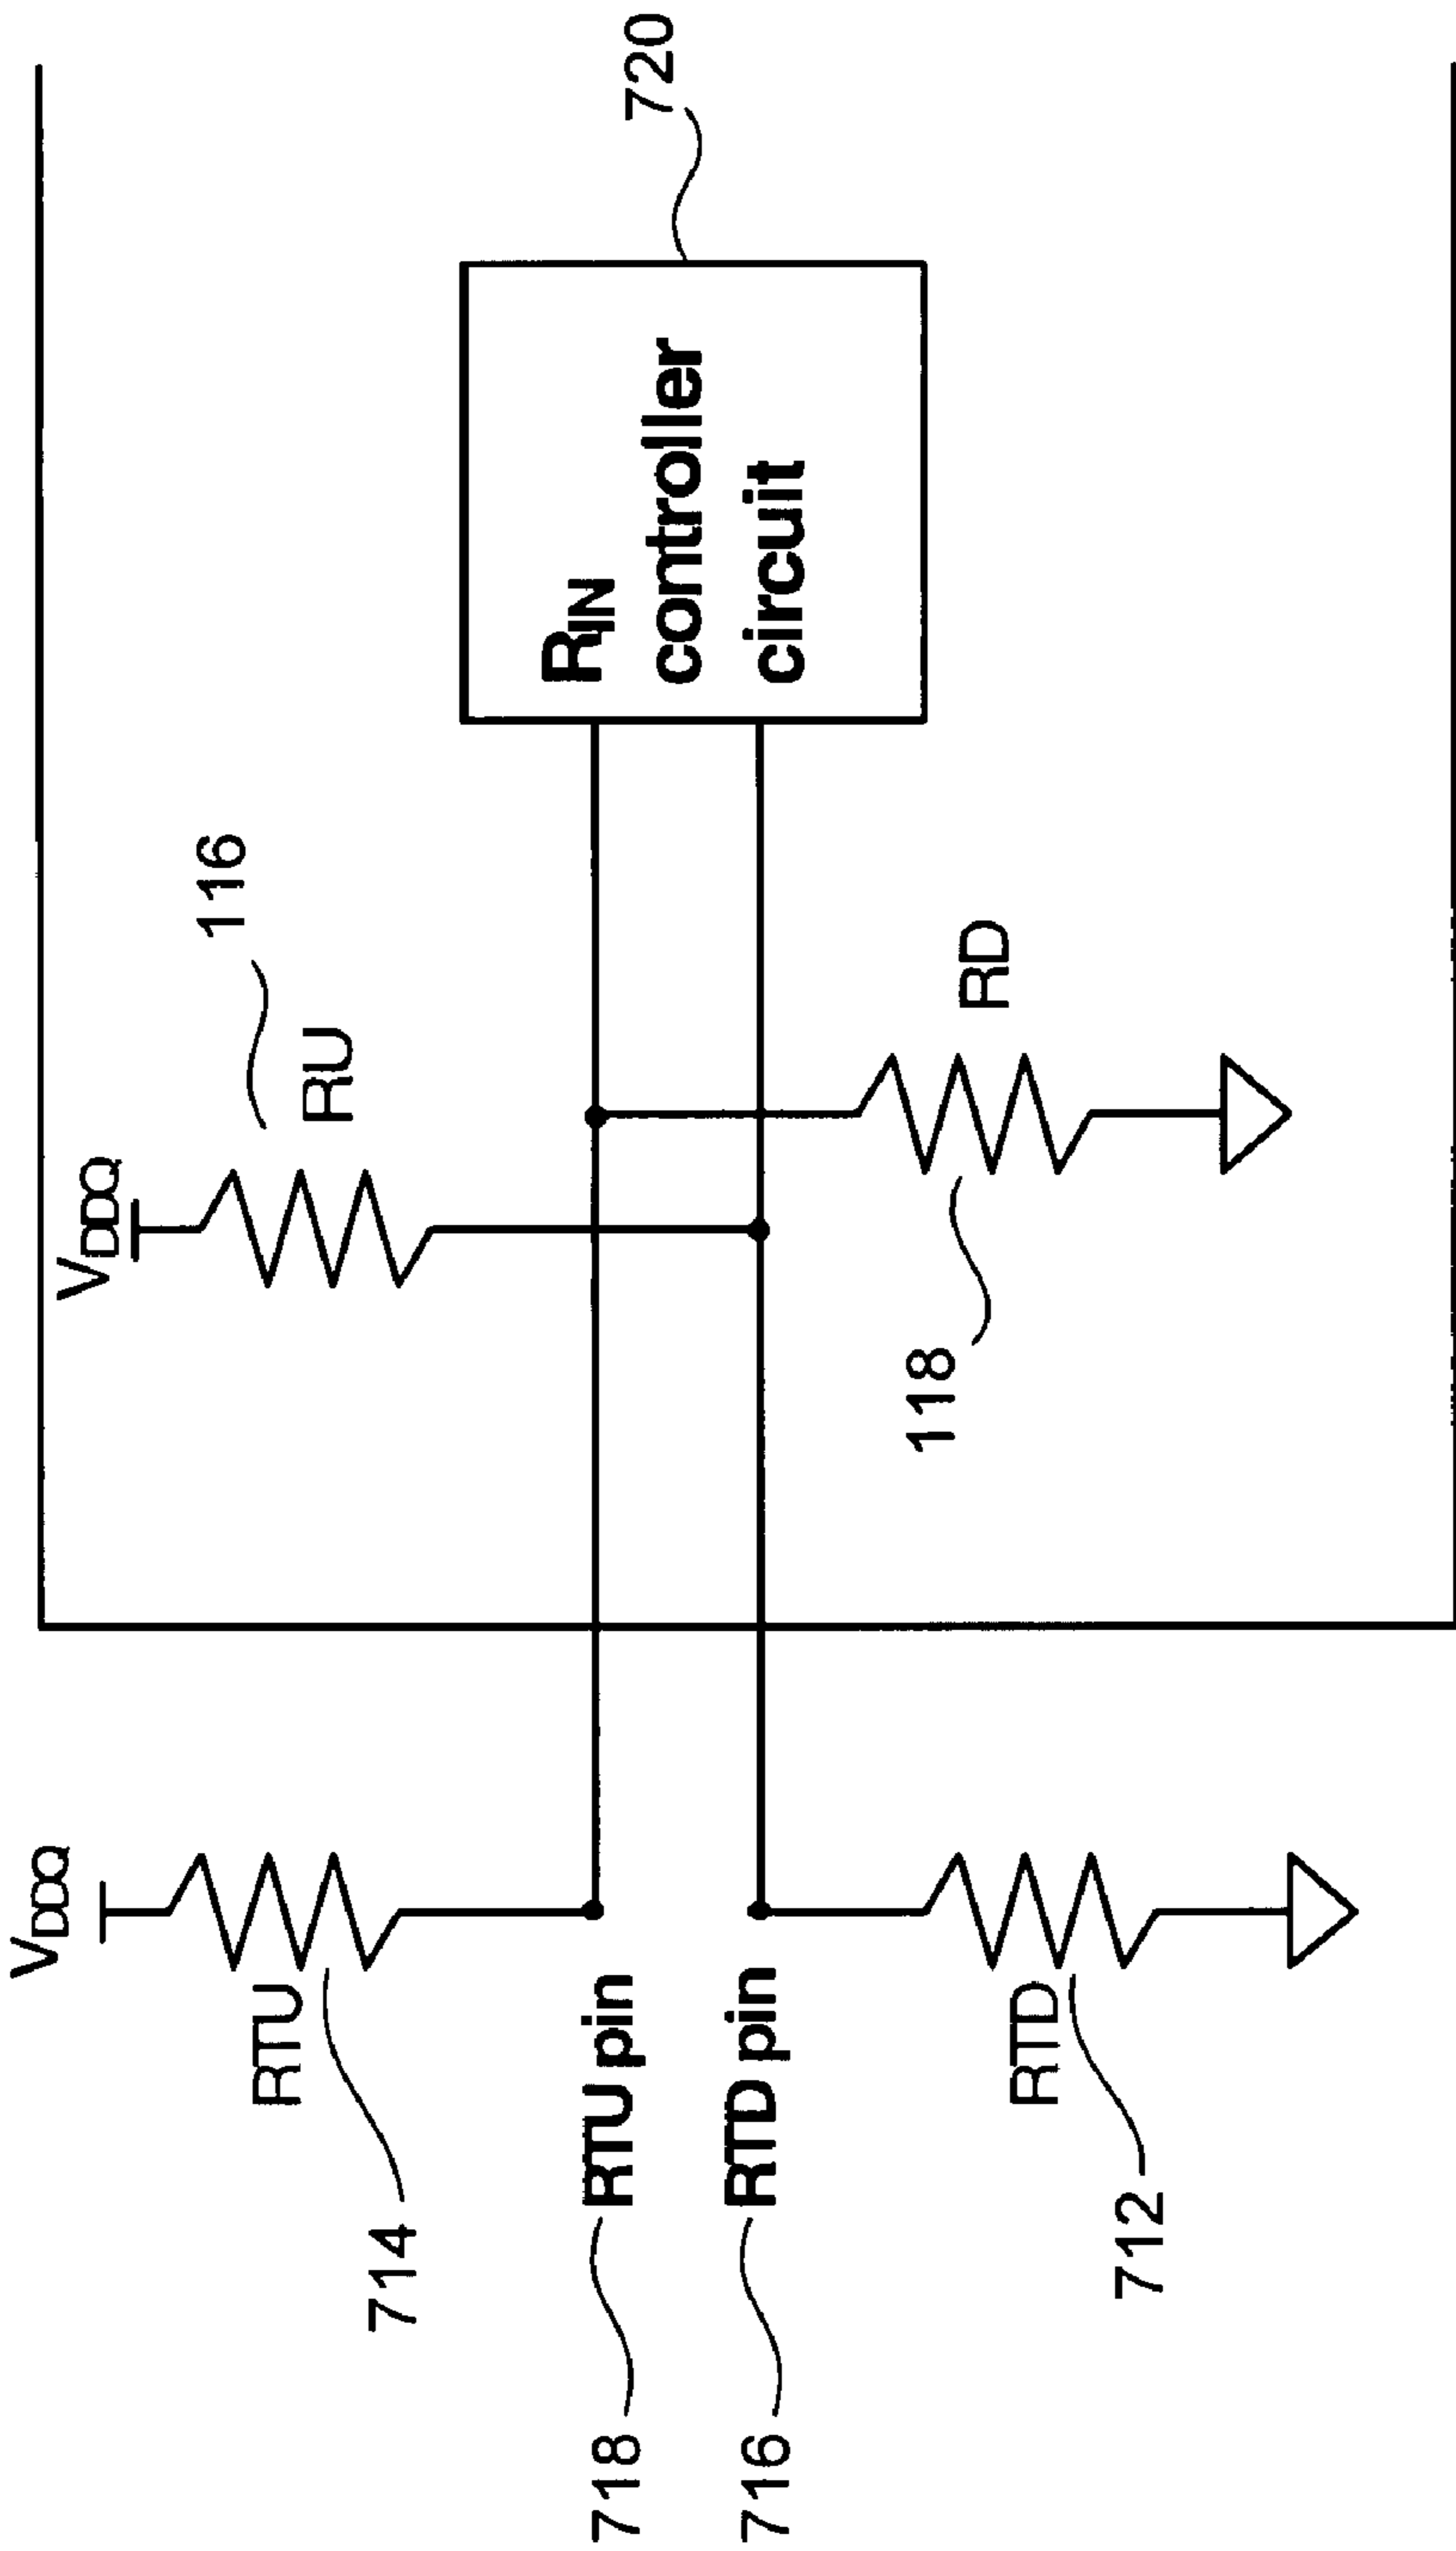 VDDQ
RTU
714
718
RTU pin
716
RTD pin
RTD
712
VDDQ
RU
116
118
RD
RIN
controller
circuit
720